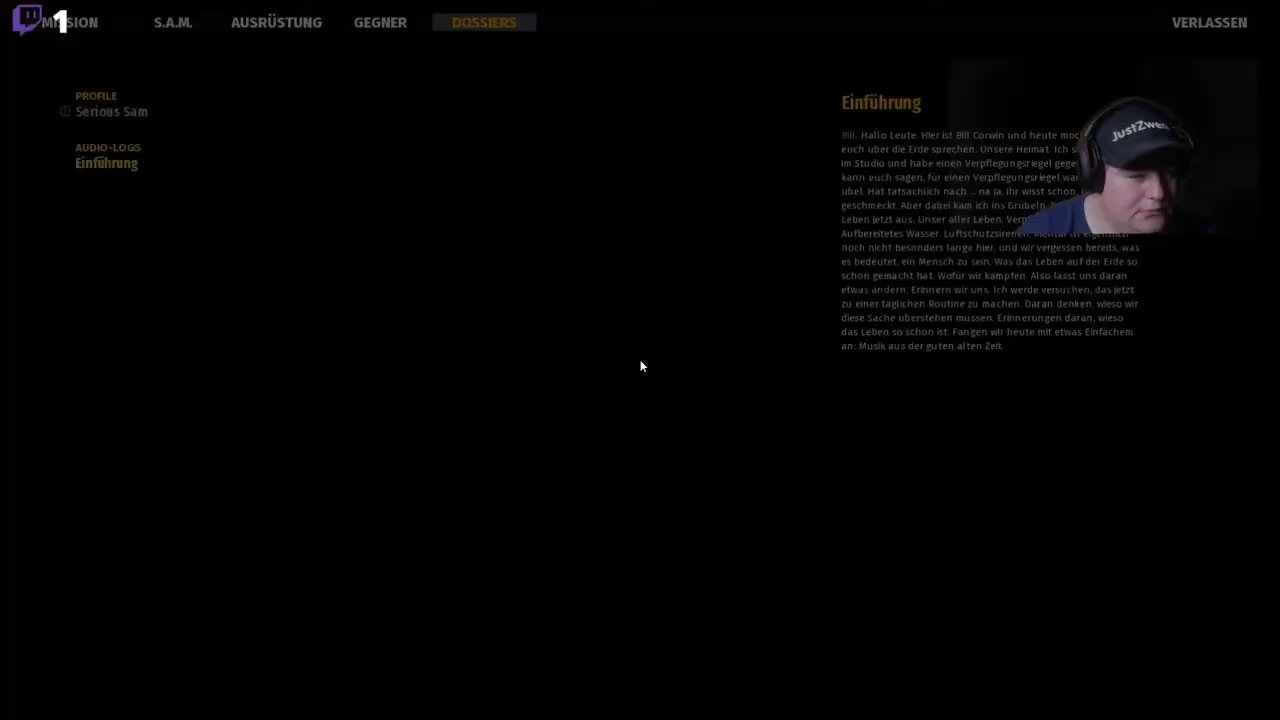 MISSION
1
S.A.M.
AUSRÜSTUNG
GEGNER
DOSSIERS
VERLASSEN
PROFILE
Serious Sam
AUDIO-LOGS
Einführung
Einführung
Bill: Hallo Leute. Hier ist Bill Corwin und heute
euch über die Erde sprechen. Unsere Heimat. Ich
im Studio und habe einen Verpflegungsriegel
kann euch sagen, für einen Verpflegungsriegel
übel. Hat tatsächlich nach ... na ja, ihr wisst schon,
geschmeckt. Aber dabei kam ich ins Grübeln.
Leben jetzt aus. Unser aller Leben.
Aufbereitetes Wasser. Luftschutzsirenen. Mental ist eigentlich
noch nicht besonders lange hier, und wir vergessen bereits, was
es bedeutet, ein Mensch zu sein. Was das Leben auf der Erde so
schön gemacht hat. Wofür wir kämpfen. Also lasst uns daran
etwas ändern. Erinnern wir uns. Ich werde versuchen, das jetzt
zu einer täglichen Routine zu machen. Daran denken, wieso wir
diese Sache überstehen müssen. Erinnerungen daran, wieso
das Leben so schön ist. Fangen wir heute mit etwas Einfachem
an: Musik aus der guten alten Zeit.